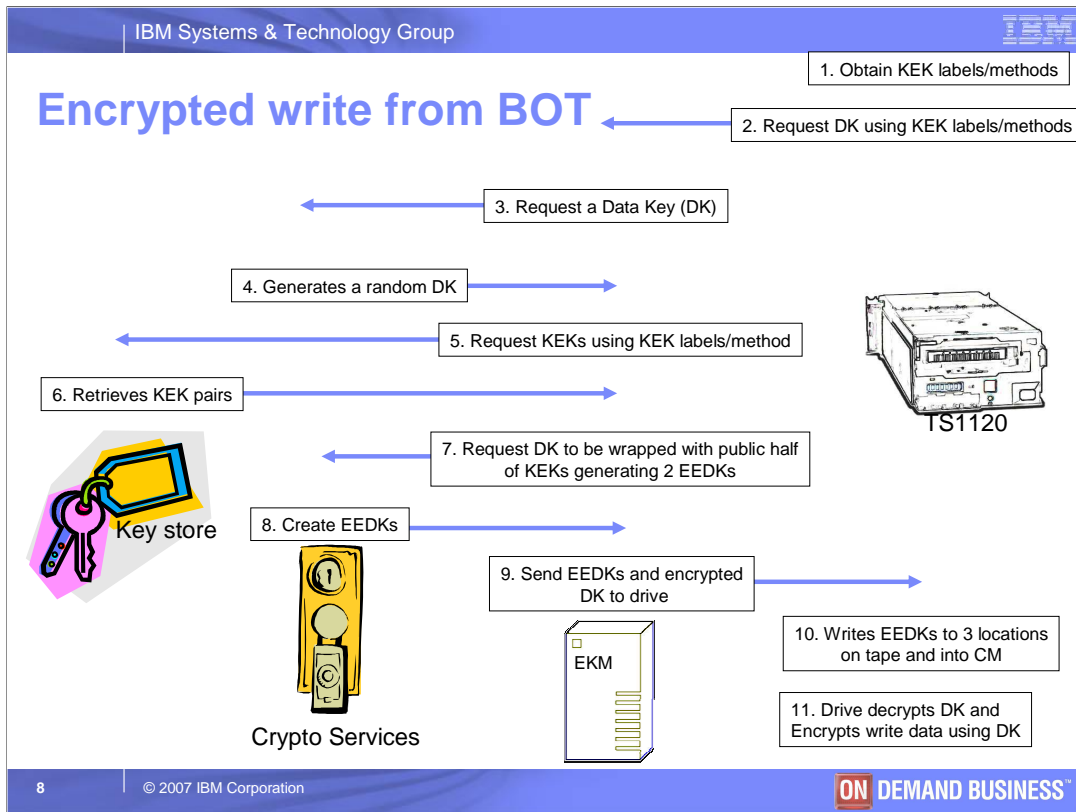 IBM Systems & Technology Group
IBM
1. Obtain KEK labels/methods
Encrypted write from BOT
2. Request DK using KEK labels/methods
3. Request a Data Key (DK)
4. Generates a random DK
5. Request KEKs using KEK labels/method
6. Retrieves KEK pairs
TS1120
7. Request DK to be wrapped with public half
of KEKs generating 2 EEDKs
Key store
8. Create EEDKs
9. Send EEDKs and encrypted
DK to drive
10. Writes EEDKs to 3 locations
on tape and into CM
EKM
11. Drive decrypts DK and
Encrypts write data using DK
Crypto Services
8
© 2007 IBM Corporation
ON DEMAND BUSINESS™